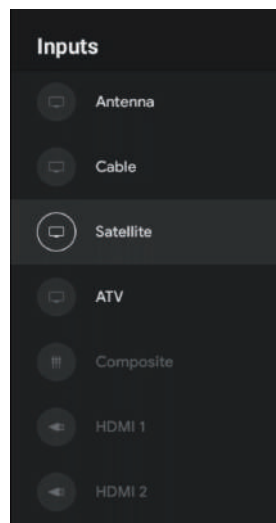 Inputs
Antenna
Cable
Satellite
ATV
Composite
HDMI 1
HDMI 2